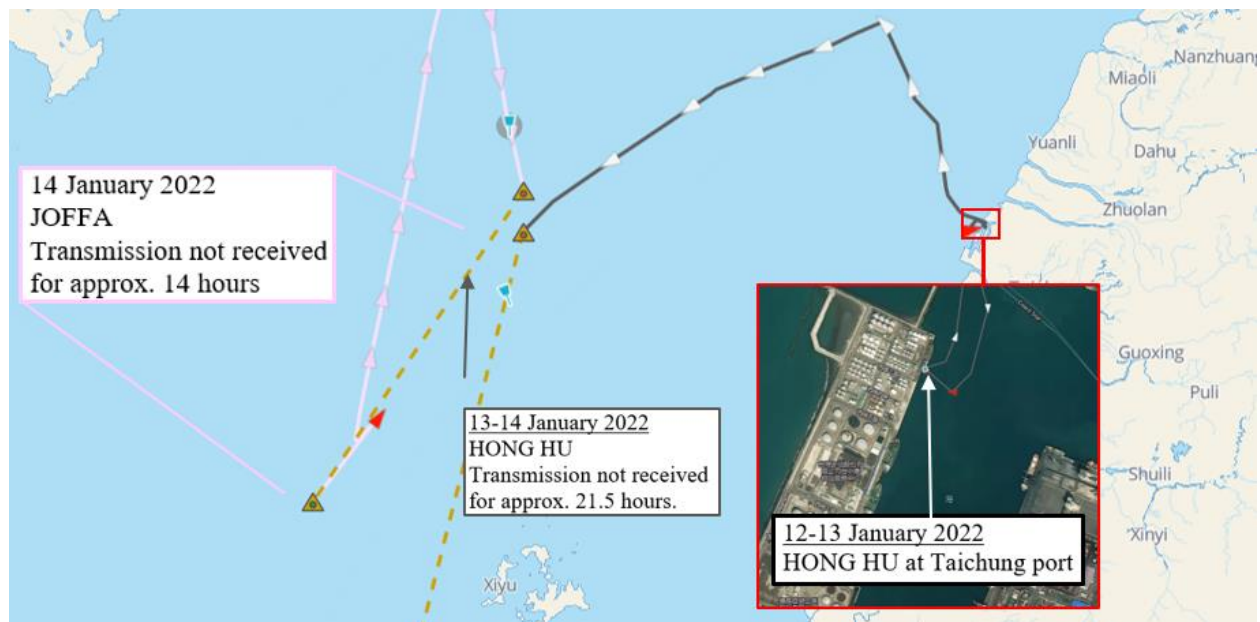 14 January 2022
JOFFA
Transmission not received
for approx. 14 hours
13-14 January 2022
HONG HU
Transmission not received
for approx. 21.5 hours.
12-13 January 2022
HONG HU at Taichung port
Nanzhuang
Miaoli
Yuanli
Dahu
Zhuolan
Guoxing
Puli
Shuili
Xinyi
Xiyu